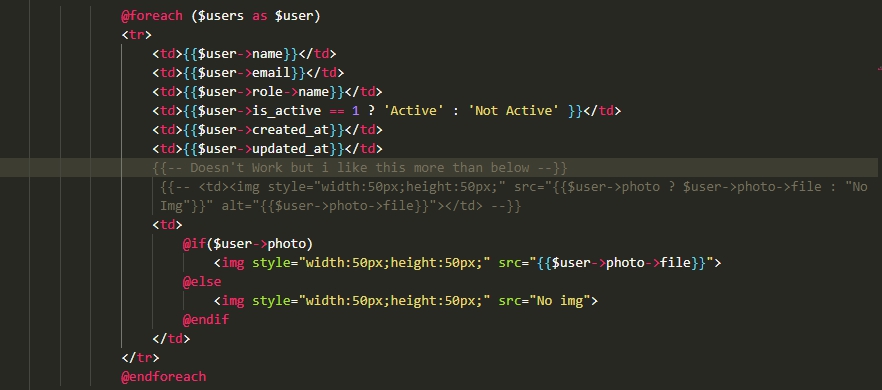 @foreach ($users as $user)
<tr>
<td>{{$user->name}}</td>
<td>{{$user->email}}</td>
<td>{{$user->role->name}}</td>
<td>{{$user->is_active == 1 ? 'Active' : 'Not Active' }}</td>
<td>{{$user->created_at}}</td>
<td>{{$user->updated_at}}</td>
{{-- Doesn't Work but i like this more than below --}}
{{-- <td><img style="width:50px;height:50px;" src="{{$user->photo ? $user->photo->file : "No
Img"}}" alt="{{$user->photo->file}}"></td> --}}
<td>
@if($user->photo)
<img style="width:50px;height:50px;" src="{{$user->photo->file}}">
@else
<img style="width:50px;height:50px;" src="No img">
@endif
</td>
</tr>
@endforeach